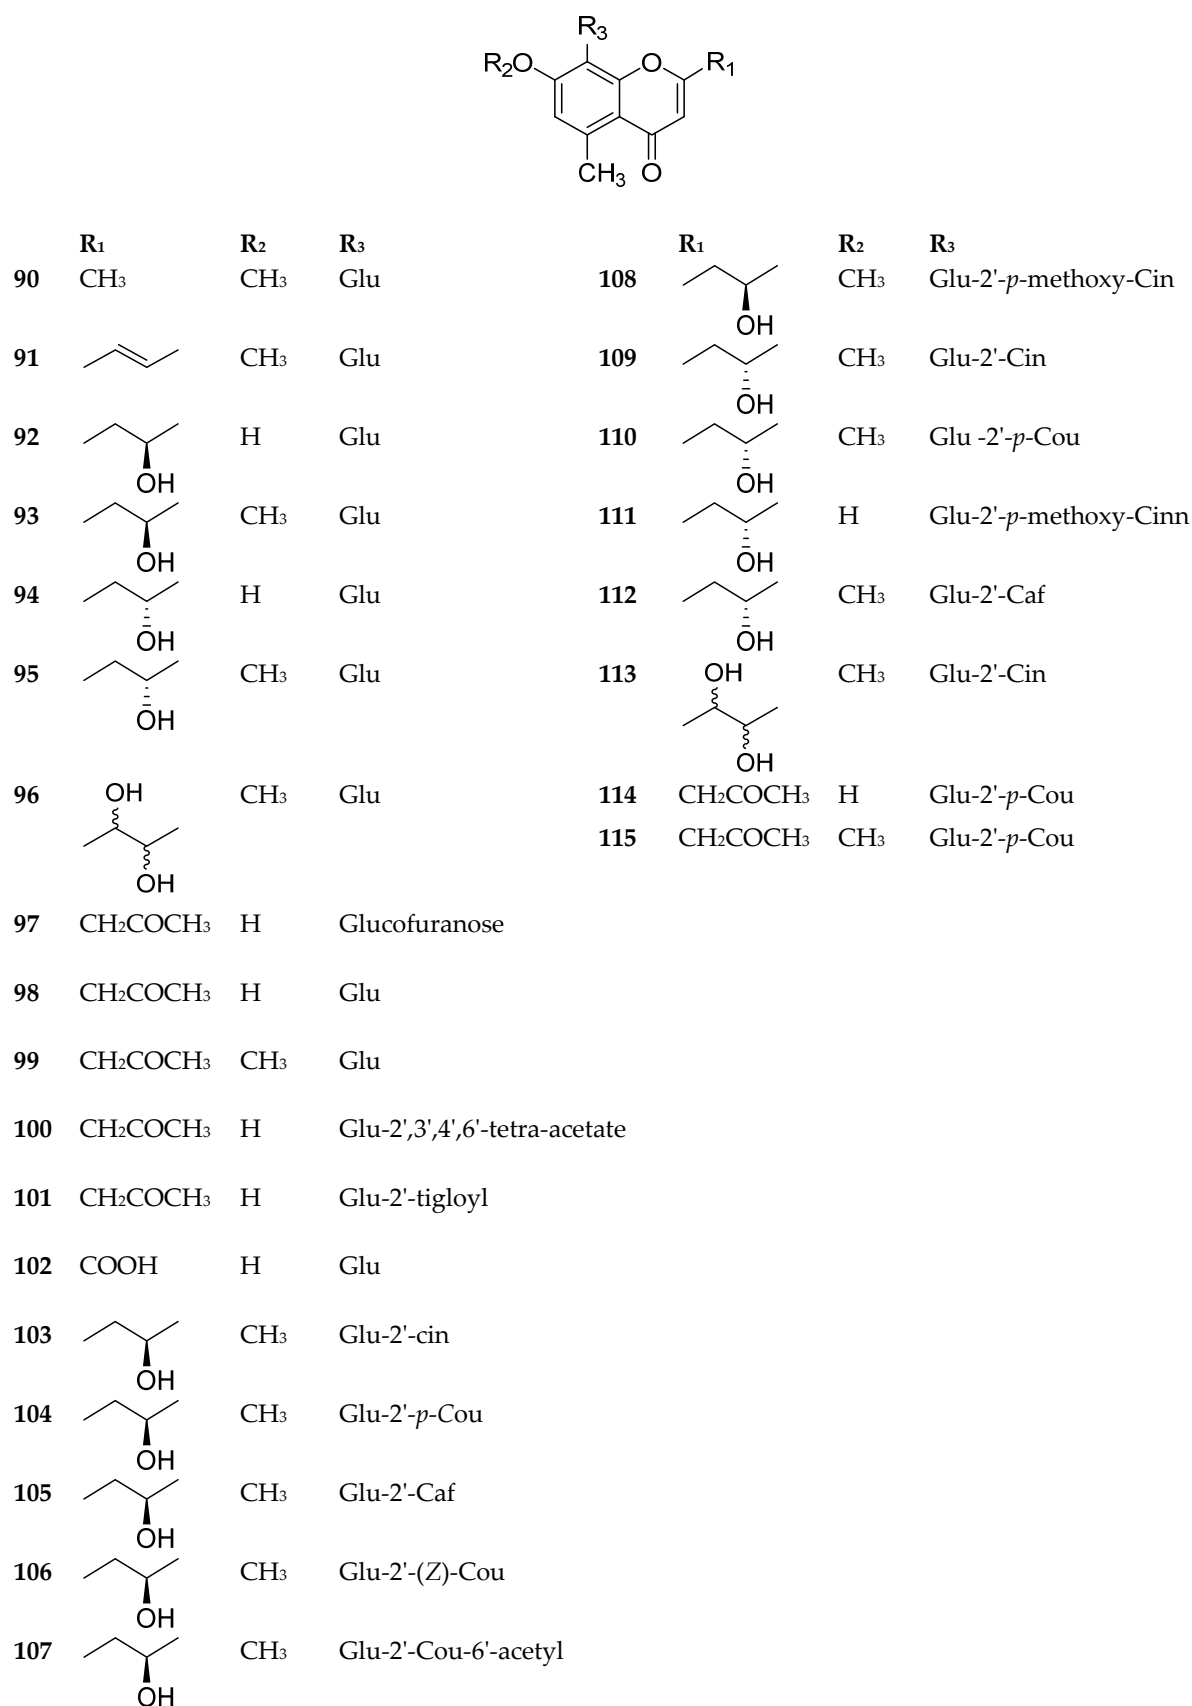 R3
R2O O R1
CH3 O
R1 R2 R3
90 CH3 CH3 Glu
91 CH3 Glu
92 H Glu
OH
93 CH3 Glu
OH
94 H Glu
OH
95 CH3 Glu
OH
96 OH CH3 Glu
OH
97 CH2COCH3 H Glucofuranose
98 CH2COCH3 H Glu
99 CH2COCH3 CH3 Glu
100 CH2COCH3 H Glu-2',3',4',6'-tetra-acetate
101 CH2COCH3 H Glu-2'-tigloyl
102 COOH H Glu
103 CH3 Glu-2'-cin
OH
104 CH3 Glu-2'-p-Cou
OH
105 CH3 Glu-2'-Caf
OH
106 CH3 Glu-2'-(Z)-Cou
OH
107 CH3 Glu-2'-Cou-6'-acetyl
OH
R1 R2 R3
108 CH3 Glu-2'-p-methoxy-Cin
OH
109 CH3 Glu-2'-Cin
OH
110 CH3 Glu -2'-p-Cou
OH
111 H Glu-2'-p-methoxy-Cinn
OH
112 CH3 Glu-2'-Caf
OH
113 OH CH3 Glu-2'-Cin
OH
114 CH2COCH3 H Glu-2'-p-Cou
115 CH2COCH3 CH3 Glu-2'-p-Cou